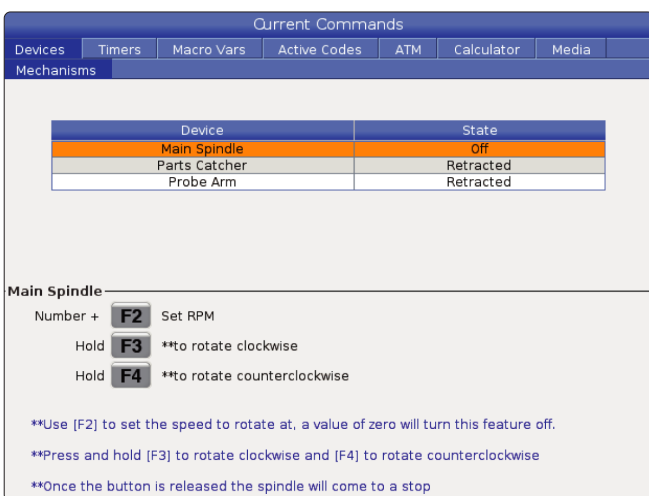 Current Commands
Devices Timers Macro Vars Active Codes ATM Calculator Media
Mechanisms
Device State
Main Spindle Off
Parts Catcher Retracted
Probe Arm Retracted
Main Spindle
Number + F2 Set RPM
Hold F3 **to rotate clockwise
Hold F4 **to rotate counterclockwise
**Use [F2] to set the speed to rotate at, a value of zero will turn this feature off.
**Press and hold [F3] to rotate clockwise and [F4] to rotate counterclockwise
**Once the button is released the spindle will come to a stop